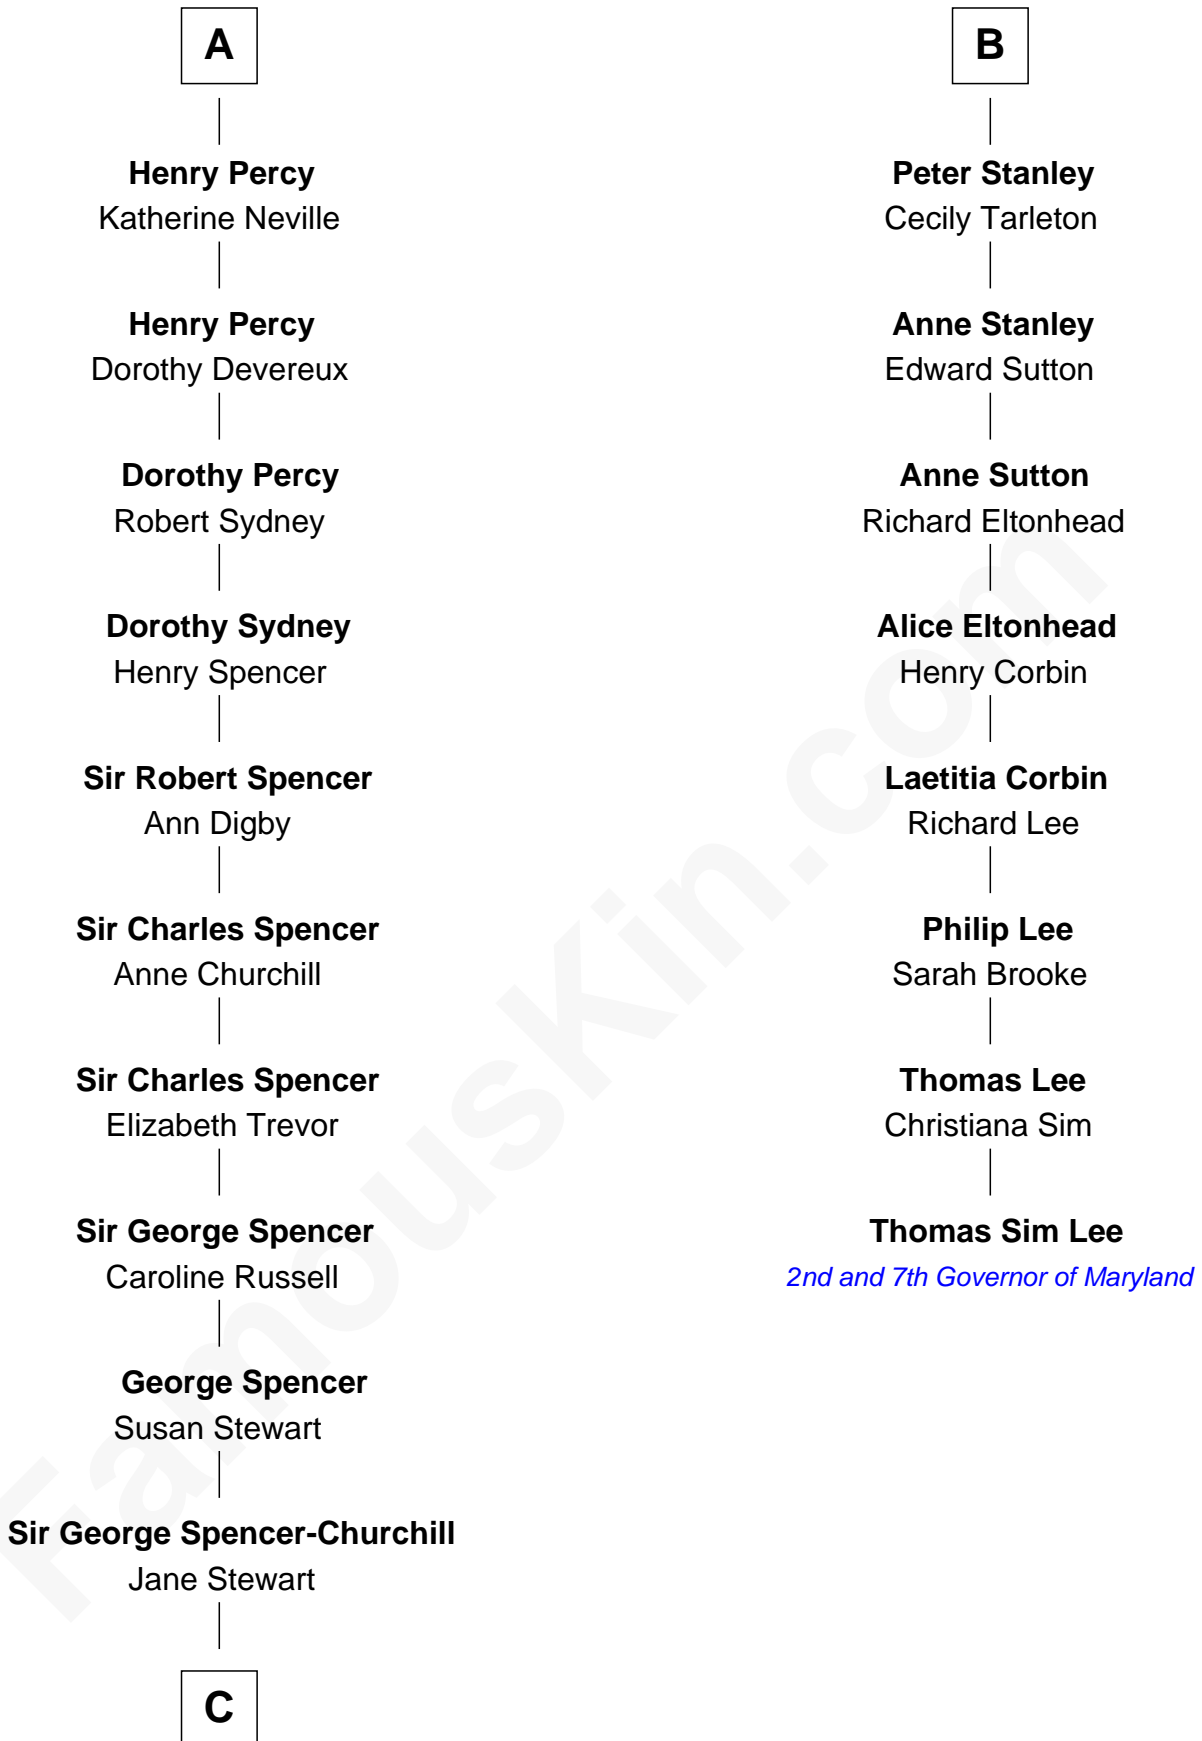 A
Henry Percy
Katherine Neville
Henry Percy
Dorothy Devereux
Dorothy Percy
Robert Sydney
Dorothy Sydney
Henry Spencer
Sir Robert Spencer
Ann Digby
Sir Charles Spencer
Anne Churchill
Sir Charles Spencer
Elizabeth Trevor
Sir George Spencer
Caroline Russell
George Spencer
Susan Stewart
Sir George Spencer-Churchill
Jane Stewart
C
B
Peter Stanley
Cecily Tarleton
Anne Stanley
Edward Sutton
Anne Sutton
Richard Eltonhead
Alice Eltonhead
Henry Corbin
Laetitia Corbin
Richard Lee
Philip Lee
Sarah Brooke
Thomas Lee
Christiana Sim
Thomas Sim Lee
2nd and 7th Governor of Maryland
FamousKin.com